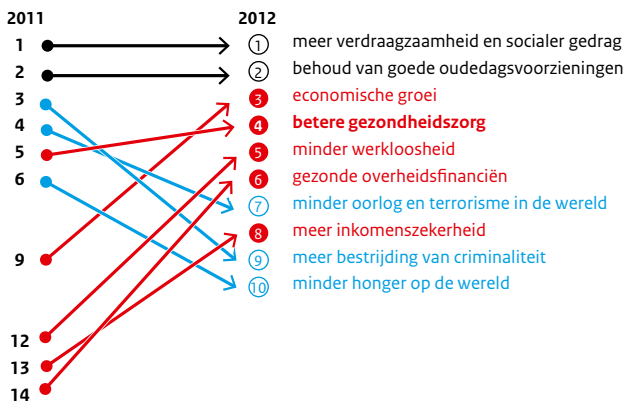 2011 2012
1 1 meer verdraagzaamheid en socialer gedrag
2 2 behoud van goede oudedagsvoorzieningen
3 3 economische groei
4 4 betere gezondheidszorg
5 5 minder werkloosheid
6 6 gezonde overheidsfinanciën
7 minder oorlog en terrorisme in de wereld
8 meer inkomenszekerheid
9 9 meer bestrijding van criminaliteit
10 minder honger op de wereld
12
13
14